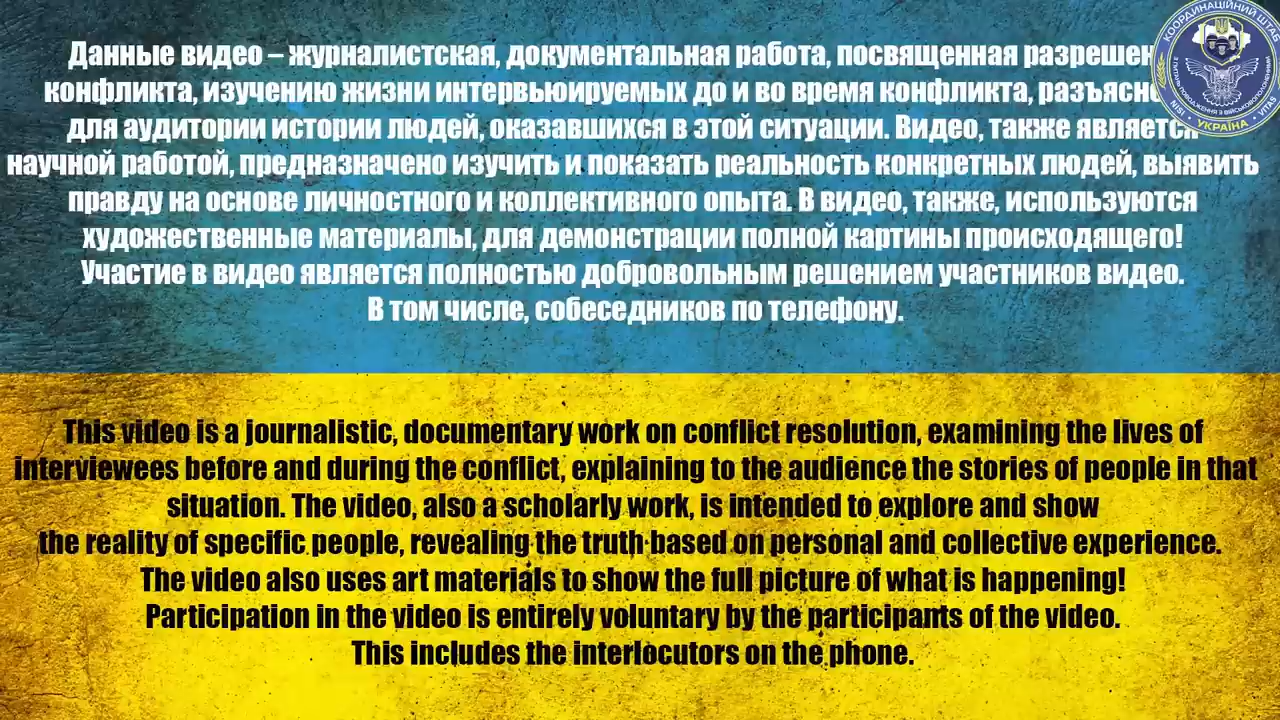 Данные видео – журналистская, документальная работа, посвященная
конфликта, изучению жизни интервьюируемых до и во время конфликта,
для аудитории истории людей, оказавшихся в этой ситуации. Видео, также является
научной работой, предназначено изучить и показать реальность конкретных людей, выявить
правду на основе личностного и коллективного опыта. В видео, также, используются
художественные материалы, для демонстрации полной картины происходящего!
Участие в видео является полностью добровольным решением участников видео.
В том числе, собеседников по телефону.
КООРДИНАЦІЙНИЙ ШТАБ
УКРАЇНА
This video is a journalistic, documentary work on conflict resolution, examining the lives of
interviewees before and during the conflict, explaining to the audience the stories of people in that
situation. The video, also a scholarly work, is intended to explore and show
the reality of specific people, revealing the truth based on personal and collective experience.
The video also uses art materials to show the full picture of what is happening!
Participation in the video is entirely voluntary by the participants of the video.
This includes the interlocutors on the phone.